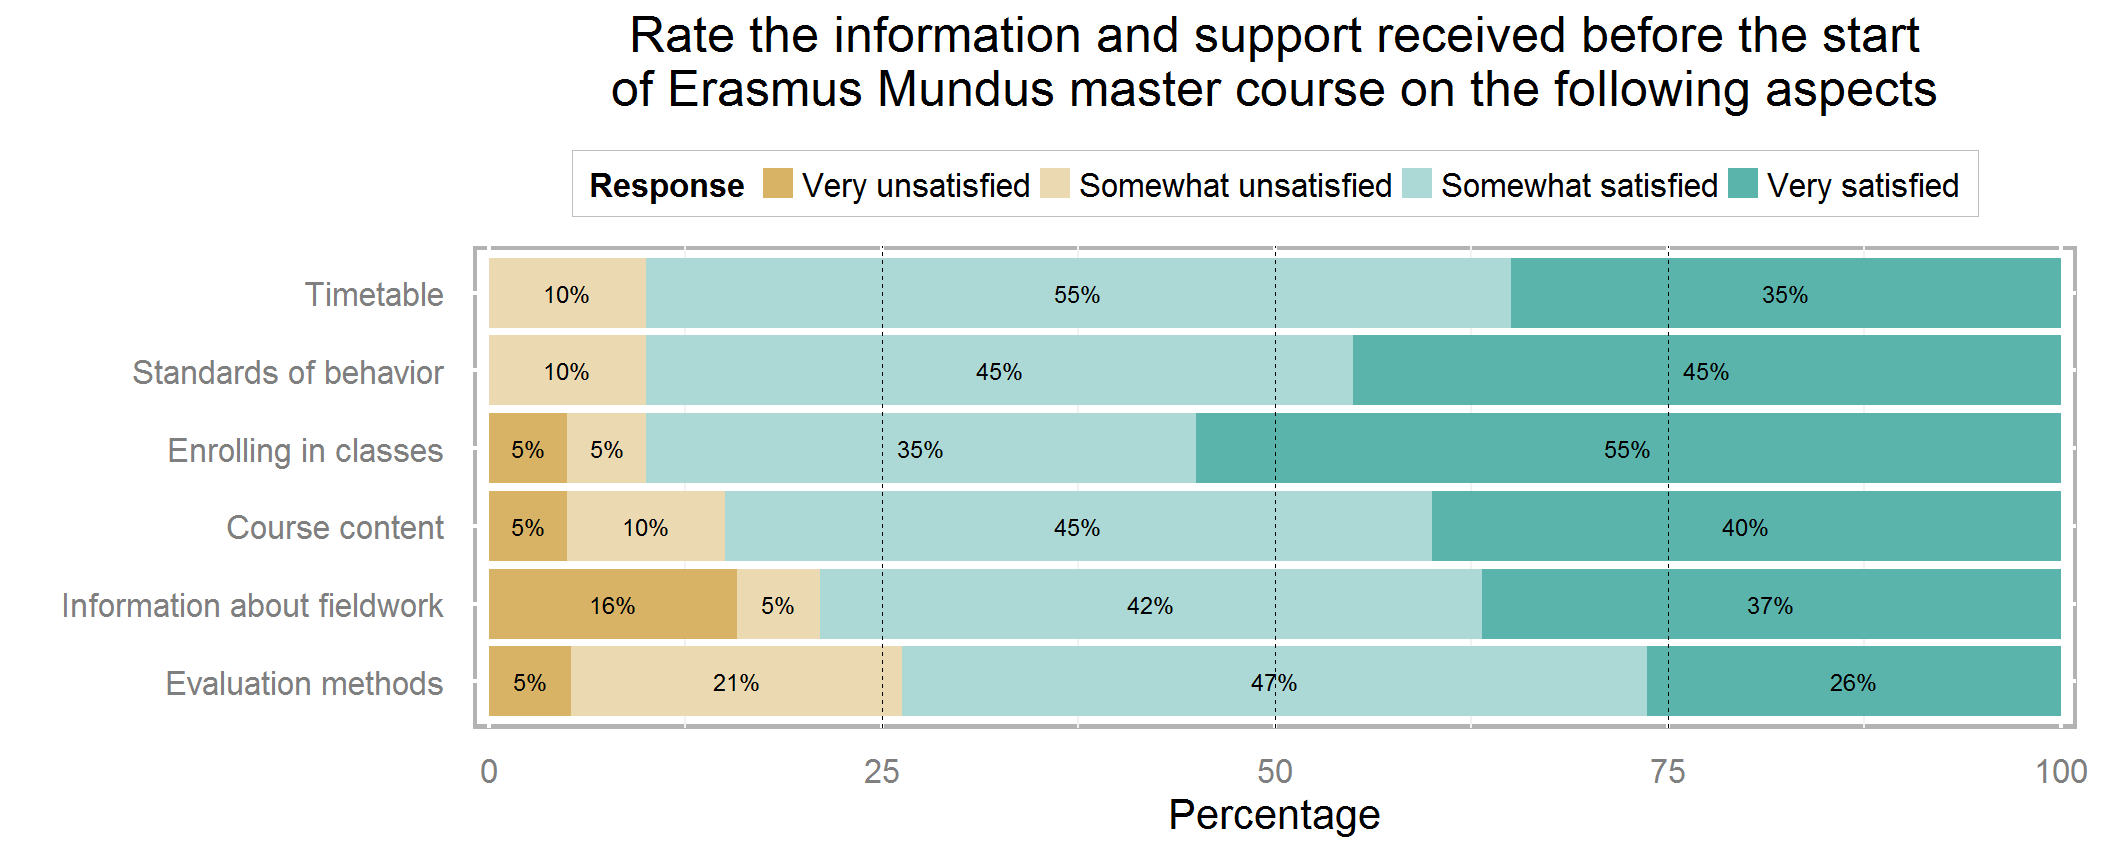 Rate the information and support received before the start
of Erasmus Mundus master course on the following aspects
Response Very unsatisfied Somewhat unsatisfied Somewhat satisfied Very satisfied
Timetable 10% 55% 35%
Standards of behavior 10% 45% 45%
Enrolling in classes 5% 5% 35% 55%
Course content 5% 10% 45% 40%
Information about fieldwork 16% 5% 42% 37%
Evaluation methods 5% 21% 47% 26%
0 25 50 75 100
Percentage